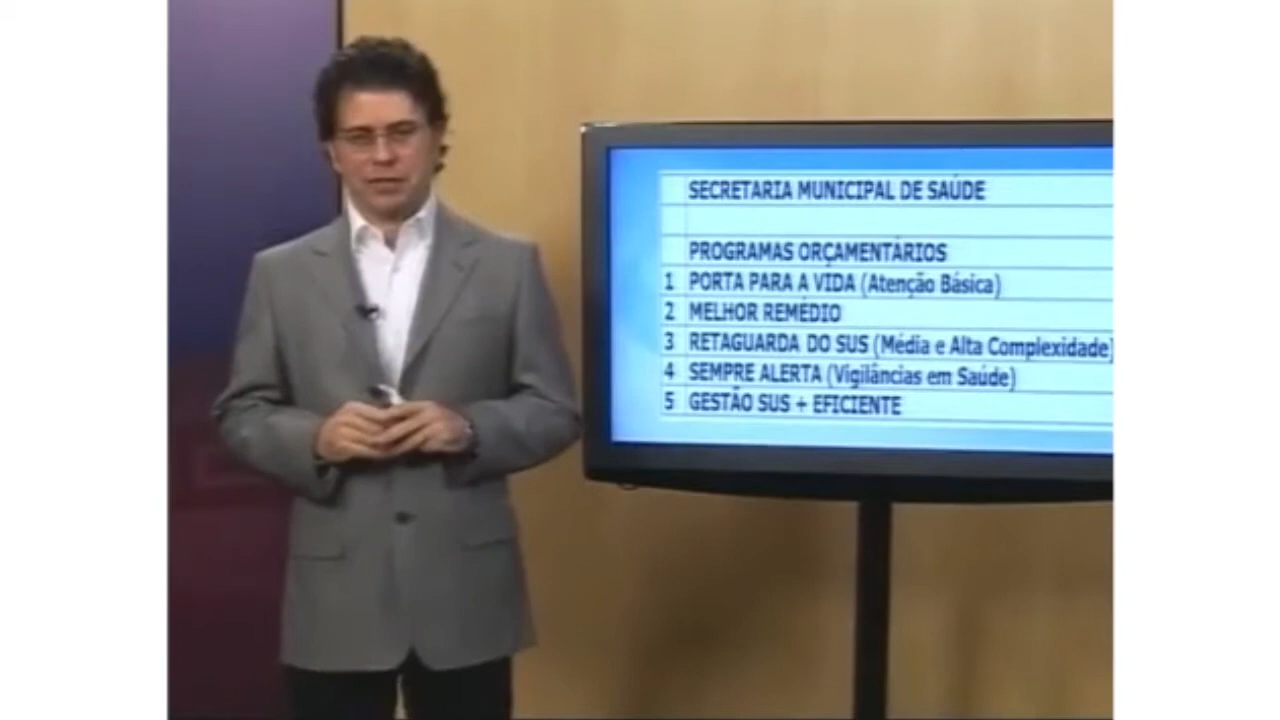 SECRETARIA MUNICIPAL DE SAÚDE
PROGRAMAS ORÇAMENTÁRIOS
1 PORTA PARA A VIDA (Atenção Básica)
2 MELHOR REMÉDIO
3 RETAGUARDA DO SUS (Média e Alta Complexidade)
4 SEMPRE ALERTA (Vigilâncias em Saúde)
5 GESTÃO SUS + EFICIENTE